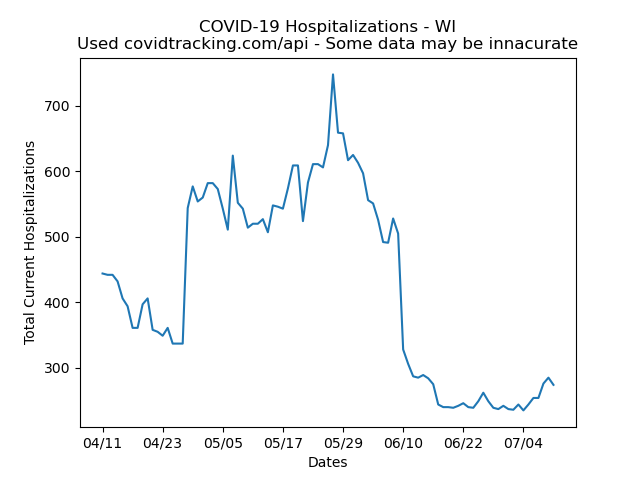 COVID-19 Hospitalizations - WI
Used covidtracking.com/api - Some data may be innacurate
Total Current Hospitalizations
700
600
500
400
300
04/11 04/23 05/05 05/17 05/29 06/10 06/22 07/04
Dates